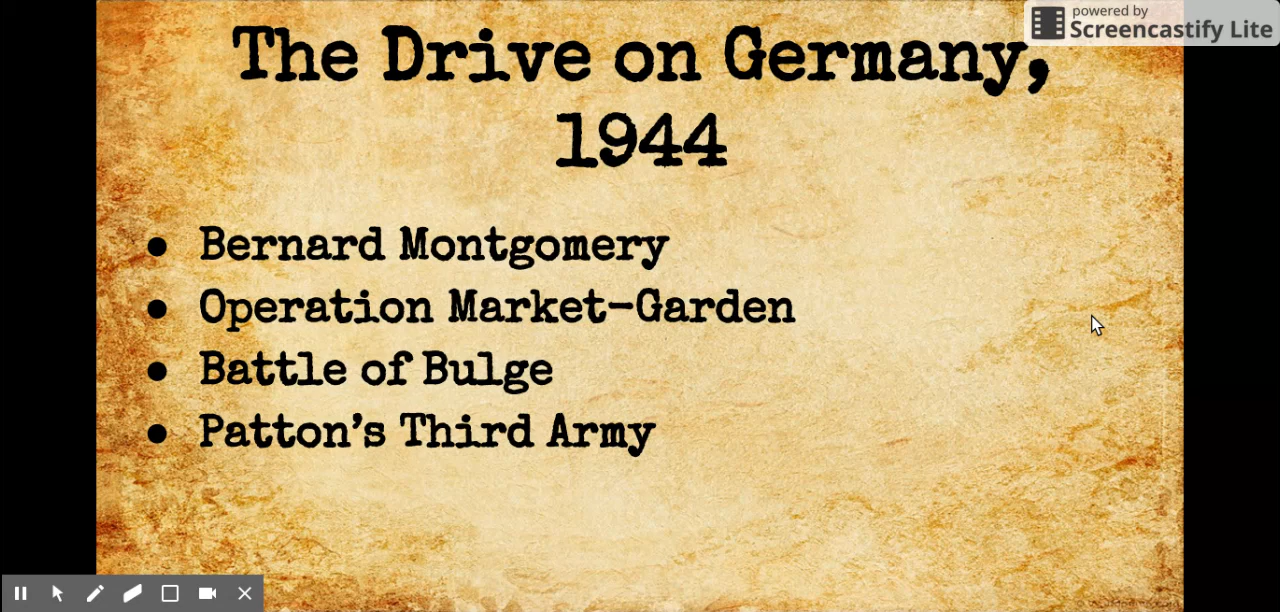 powered by
Screencastify Lite
The Drive on Germany,
1944
● Bernard Montgomery
● Operation Market-Garden
● Battle of Bulge
● Patton's Third Army